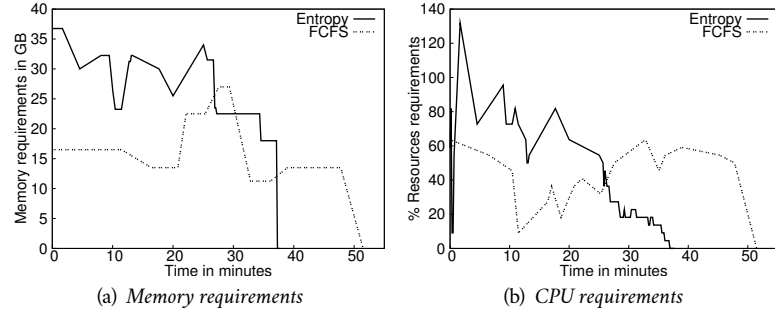 Memory requirements in GB
40
35
30
25
20
15
10
5
0
0 10 20 30 40 50
Time in minutes
Entropy
FCFS
(a) Memory requirements
% Resources requirements
140
120
100
80
60
40
20
0
0 10 20 30 40 50
Time in minutes
Entropy
FCFS
(b) CPU requirements